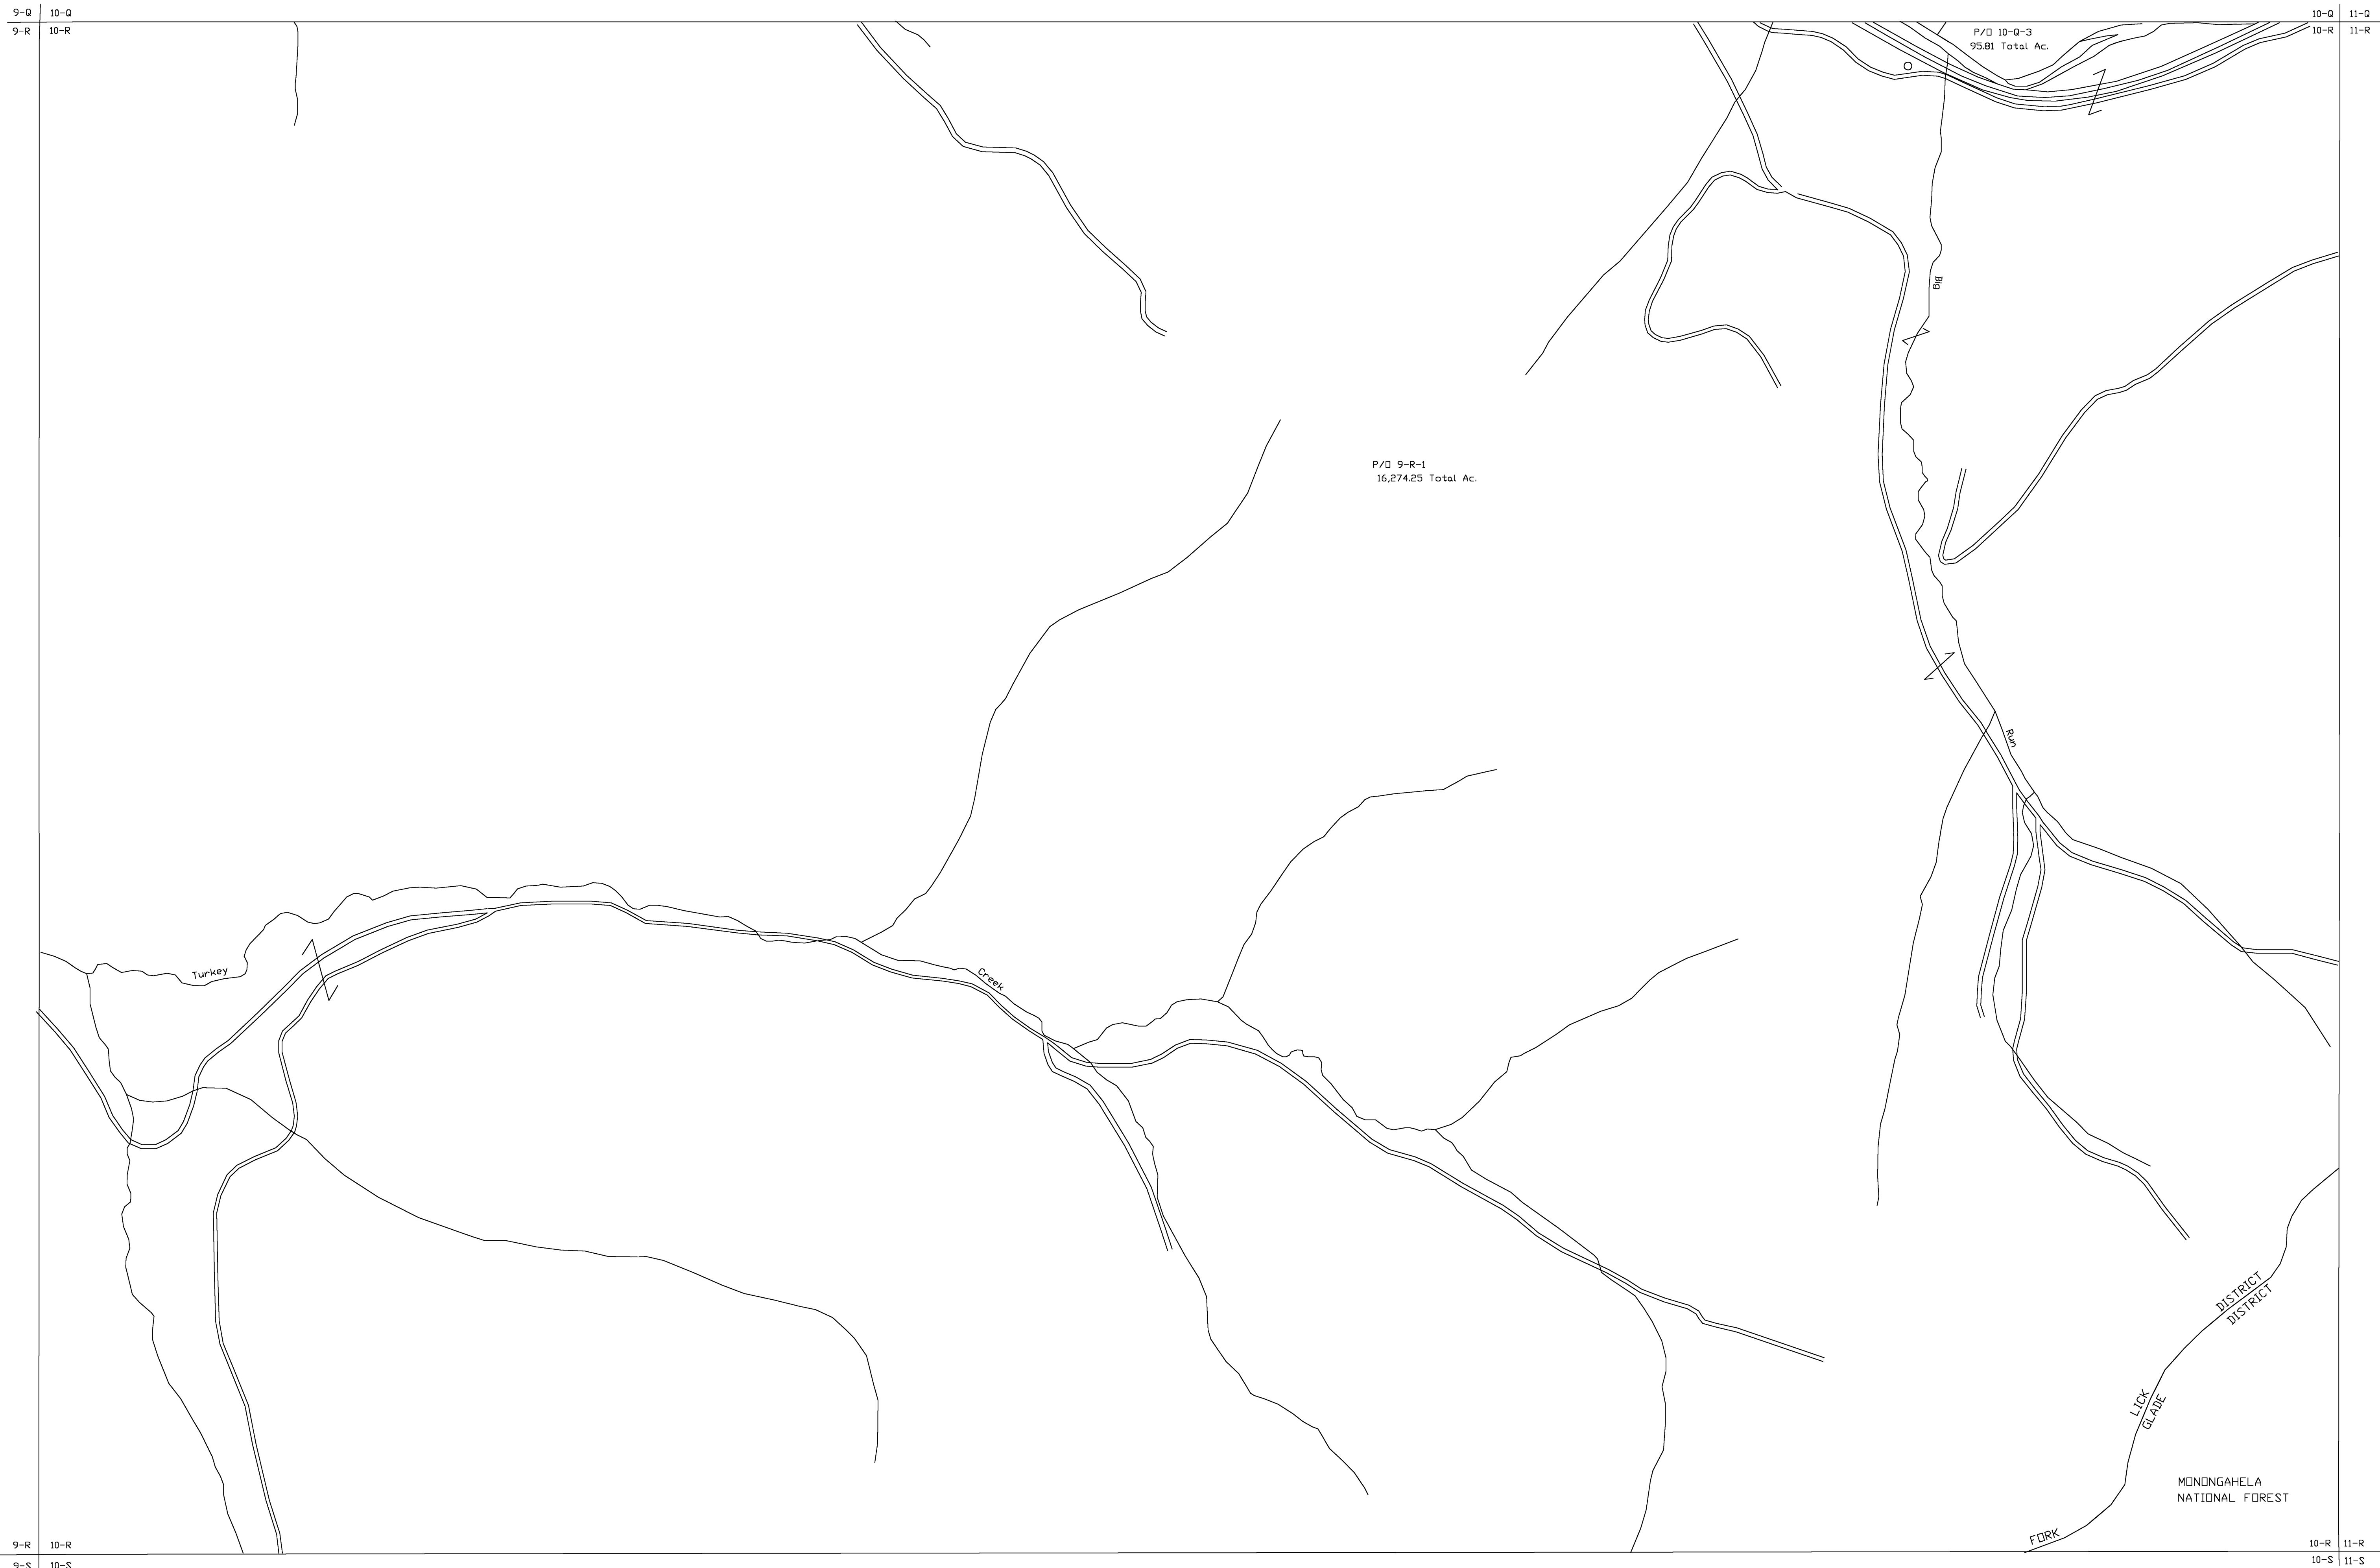 9-Q 10-Q
9-R 10-R
10-Q 11-Q
10-R 11-R
P/O 10-Q-3
95.81 Total Ac.
Big
P/O 9-R-1
16,274.25 Total Ac.
Run
Turkey
Creek
DISTRICT
DISTRICT
LICK
GLADE
MONONGAHELA
NATIONAL FOREST
FORK
9-R 10-R
9-S 10-S
10-R 11-R
10-S 11-S